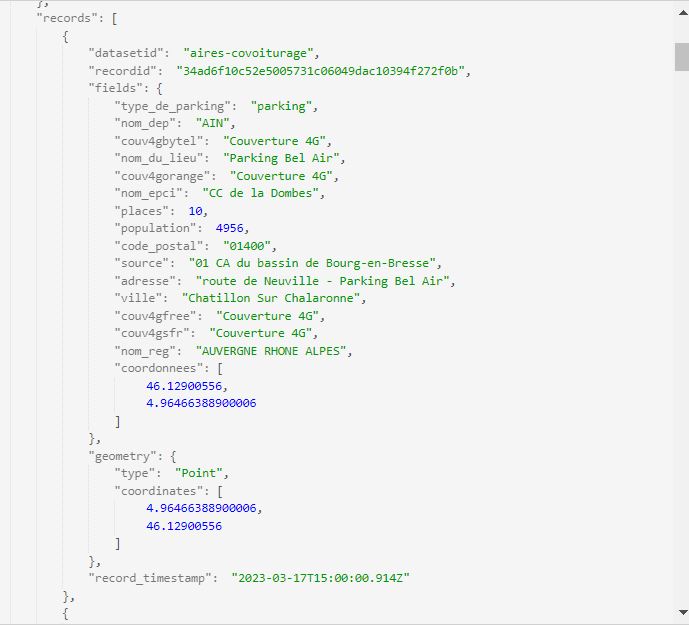 },
"records": [
{
"datasetid": "aires-covoiturage",
"recordid": "34ad6f10c52e5005731c06049dac10394f272f0b",
"fields": {
"type_de_parking": "parking",
"nom_dep": "AIN",
"couv4gbytel": "Couverture 4G",
"nom_du_lieu": "Parking Bel Air",
"couv4gorange": "Couverture 4G",
"nom_epci": "CC de la Dombes",
"places": 10,
"population": 4956,
"code_postal": "01400",
"source": "01 CA du bassin de Bourg-en-Bresse",
"adresse": "route de Neuville - Parking Bel Air",
"ville": "Chatillon Sur Chalaronne",
"couv4gfree": "Couverture 4G",
"couv4gsfr": "Couverture 4G",
"nom_reg": "AUVERGNE RHONE ALPES",
"coordonnees": [
46.12900556,
4.96466388900006
]
},
"geometry": {
"type": "Point",
"coordinates": [
4.96466388900006,
46.12900556
]
},
"record_timestamp": "2023-03-17T15:00:00.914Z"
},
{